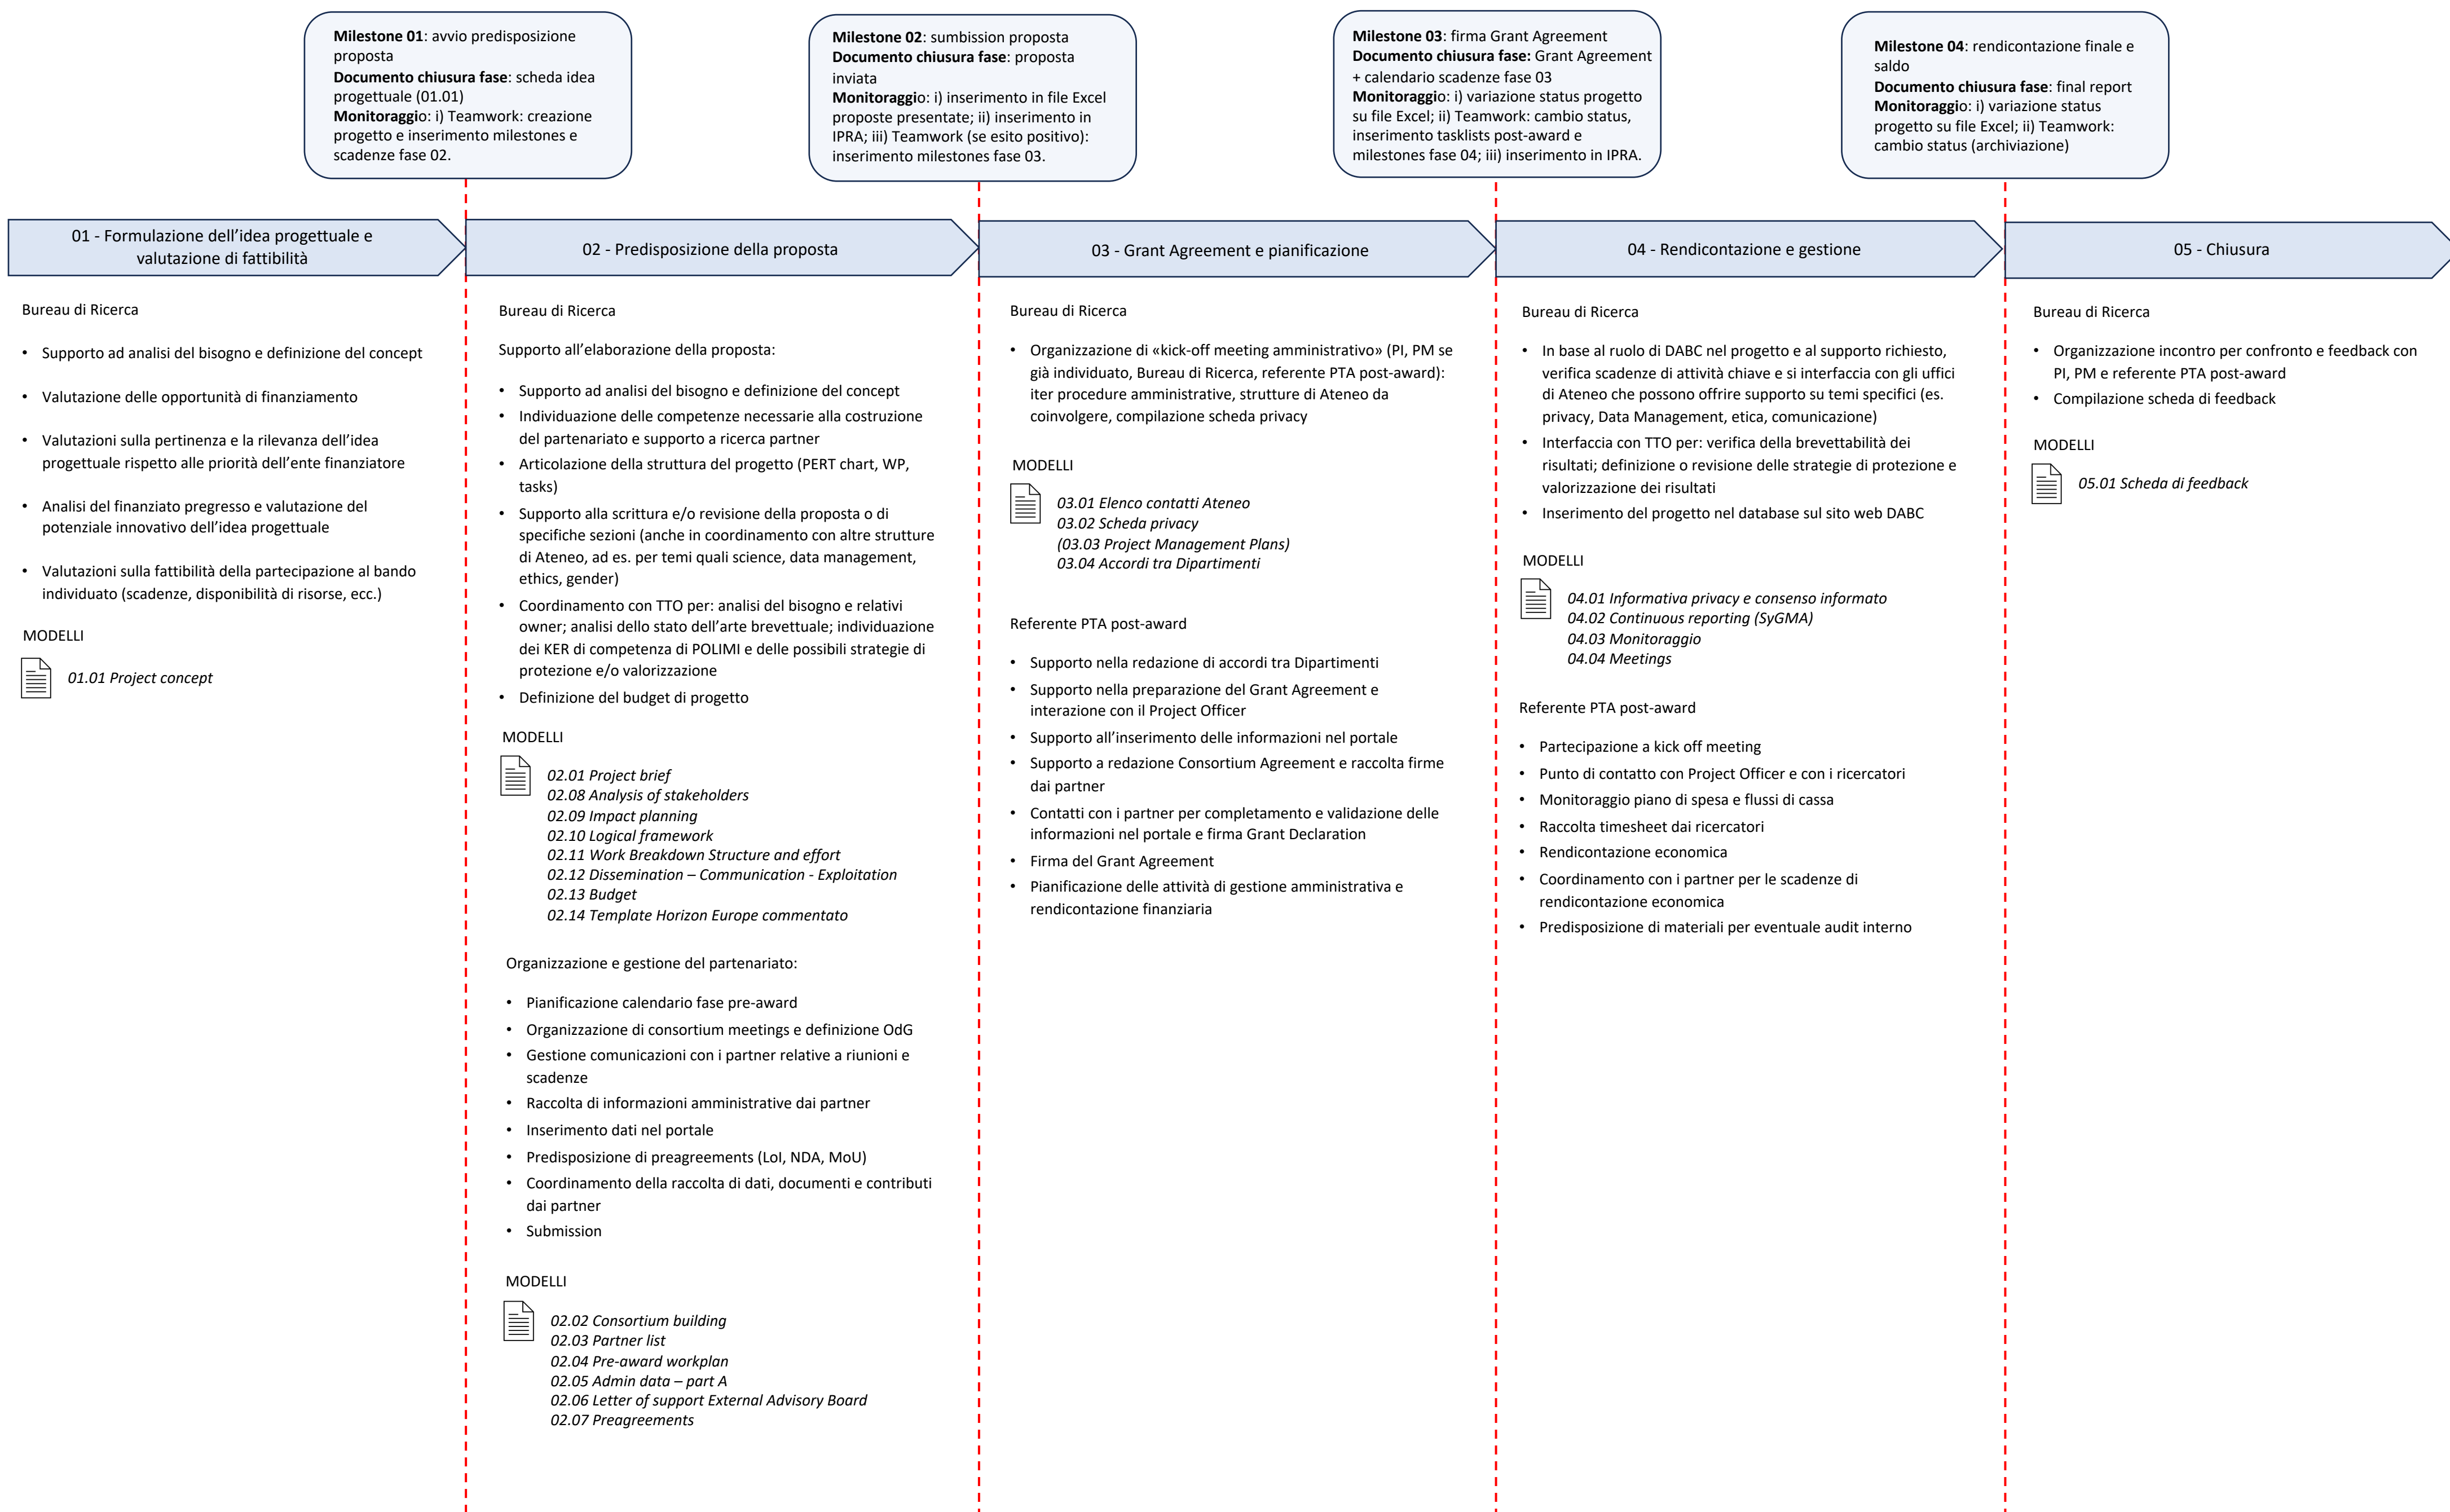 Milestone 01: avvio predisposizione
proposta
Documento chiusura fase: scheda idea
progettuale (01.01)
Monitoraggio: i) Teamwork: creazione
progetto e inserimento milestones e
scadenze fase 02.
Milestone 02: sumbission proposta
Documento chiusura fase: proposta
inviata
Monitoraggio: i) inserimento in file Excel
proposte presentate; ii) inserimento in
IPRA; iii) Teamwork (se esito positivo):
inserimento milestones fase 03.
Milestone 03: firma Grant Agreement
Documento chiusura fase: Grant Agreement
+ calendario scadenze fase 03
Monitoraggio: i) variazione status progetto
su file Excel; ii) Teamwork: cambio status,
inserimento tasklists post-award e
milestones fase 04; iii) inserimento in IPRA.
Milestone 04: rendicontazione finale e
saldo
Documento chiusura fase: final report
Monitoraggio: i) variazione status
progetto su file Excel; ii) Teamwork:
cambio status (archiviazione)
01 - Formulazione dell’idea progettuale e
valutazione di fattibilità
02 - Predisposizione della proposta
03 - Grant Agreement e pianificazione
04 - Rendicontazione e gestione
05 - Chiusura
Bureau di Ricerca
• Supporto ad analisi del bisogno e definizione del concept
• Valutazione delle opportunità di finanziamento
• Valutazioni sulla pertinenza e la rilevanza dell’idea
progettuale rispetto alle priorità dell’ente finanziatore
• Analisi del finanziato pregresso e valutazione del
potenziale innovativo dell’idea progettuale
• Valutazioni sulla fattibilità della partecipazione al bando
individuato (scadenze, disponibilità di risorse, ecc.)
MODELLI
01.01 Project concept
Bureau di Ricerca
Supporto all’elaborazione della proposta:
• Supporto ad analisi del bisogno e definizione del concept
• Individuazione delle competenze necessarie alla costruzione
del partenariato e supporto a ricerca partner
• Articolazione della struttura del progetto (PERT chart, WP,
tasks)
• Supporto alla scrittura e/o revisione della proposta o di
specifiche sezioni (anche in coordinamento con altre strutture
di Ateneo, ad es. per temi quali science, data management,
ethics, gender)
• Coordinamento con TTO per: analisi del bisogno e relativi
owner; analisi dello stato dell’arte brevettuale; individuazione
dei KER di competenza di POLIMI e delle possibili strategie di
protezione e/o valorizzazione
• Definizione del budget di progetto
MODELLI
02.01 Project brief
02.08 Analysis of stakeholders
02.09 Impact planning
02.10 Logical framework
02.11 Work Breakdown Structure and effort
02.12 Dissemination – Communication - Exploitation
02.13 Budget
02.14 Template Horizon Europe commentato
Organizzazione e gestione del partenariato:
• Pianificazione calendario fase pre-award
• Organizzazione di consortium meetings e definizione OdG
• Gestione comunicazioni con i partner relative a riunioni e
scadenze
• Raccolta di informazioni amministrative dai partner
• Inserimento dati nel portale
• Predisposizione di preagreements (LoI, NDA, MoU)
• Coordinamento della raccolta di dati, documenti e contributi
dai partner
• Submission
MODELLI
02.02 Consortium building
02.03 Partner list
02.04 Pre-award workplan
02.05 Admin data – part A
02.06 Letter of support External Advisory Board
02.07 Preagreements
Bureau di Ricerca
• Organizzazione di «kick-off meeting amministrativo» (PI, PM se
già individuato, Bureau di Ricerca, referente PTA post-award):
iter procedure amministrative, strutture di Ateneo da
coinvolgere, compilazione scheda privacy
MODELLI
03.01 Elenco contatti Ateneo
03.02 Scheda privacy
(03.03 Project Management Plans)
03.04 Accordi tra Dipartimenti
Referente PTA post-award
• Supporto nella redazione di accordi tra Dipartimenti
• Supporto nella preparazione del Grant Agreement e
interazione con il Project Officer
• Supporto all’inserimento delle informazioni nel portale
• Supporto a redazione Consortium Agreement e raccolta firme
dai partner
• Contatti con i partner per completamento e validazione delle
informazioni nel portale e firma Grant Declaration
• Firma del Grant Agreement
• Pianificazione delle attività di gestione amministrativa e
rendicontazione finanziaria
Bureau di Ricerca
• In base al ruolo di DABC nel progetto e al supporto richiesto,
verifica scadenze di attività chiave e si interfaccia con gli uffici
di Ateneo che possono offrire supporto su temi specifici (es.
privacy, Data Management, etica, comunicazione)
• Interfaccia con TTO per: verifica della brevettabilità dei
risultati; definizione o revisione delle strategie di protezione e
valorizzazione dei risultati
• Inserimento del progetto nel database sul sito web DABC
MODELLI
04.01 Informativa privacy e consenso informato
04.02 Continuous reporting (SyGMA)
04.03 Monitoraggio
04.04 Meetings
Referente PTA post-award
• Partecipazione a kick off meeting
• Punto di contatto con Project Officer e con i ricercatori
• Monitoraggio piano di spesa e flussi di cassa
• Raccolta timesheet dai ricercatori
• Rendicontazione economica
• Coordinamento con i partner per le scadenze di
rendicontazione economica
• Predisposizione di materiali per eventuale audit interno
Bureau di Ricerca
• Organizzazione incontro per confronto e feedback con
PI, PM e referente PTA post-award
• Compilazione scheda di feedback
MODELLI
05.01 Scheda di feedback